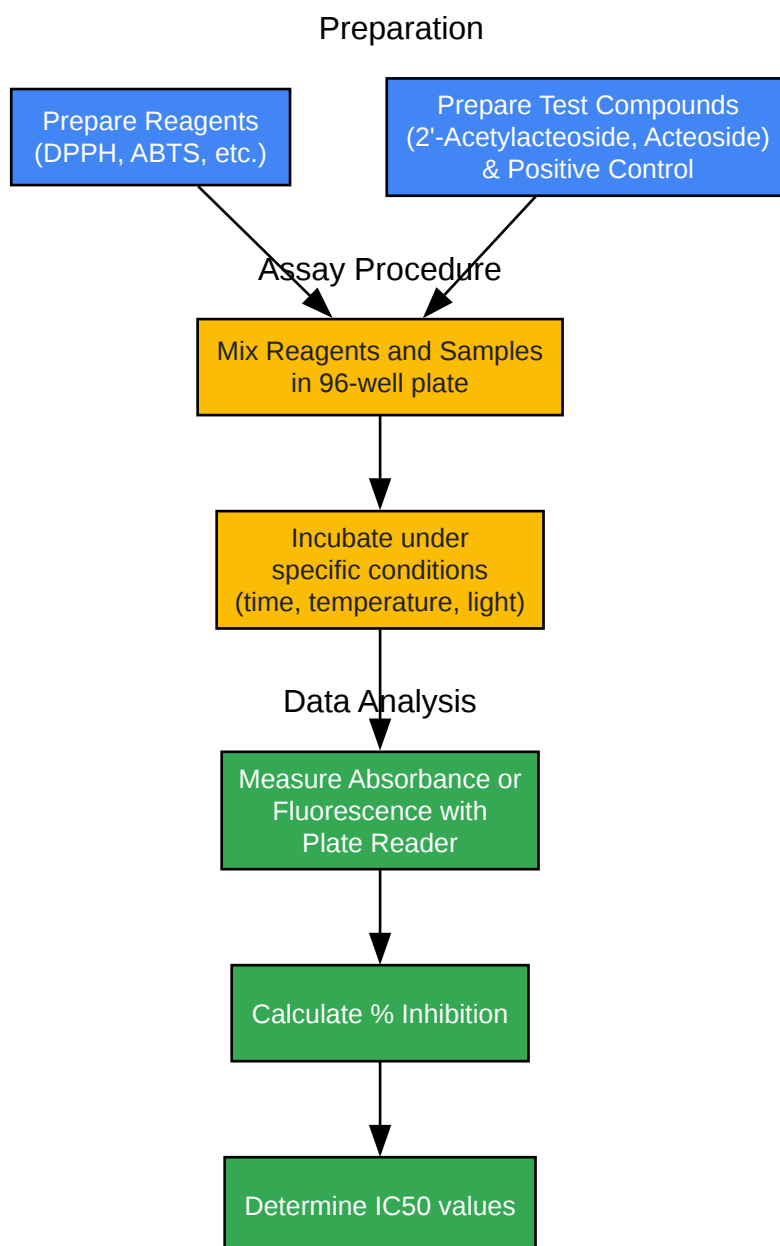 Preparation
Prepare Reagents
(DPPH, ABTS, etc.)
Prepare Test Compounds
(2'-Acetylacteoside, Acteoside)
& Positive Control
Assay Procedure
Mix Reagents and Samples
in 96-well plate
Incubate under
specific conditions
(time, temperature, light)
Data Analysis
Measure Absorbance or
Fluorescence with
Plate Reader
Calculate % Inhibition
Determine IC50 values